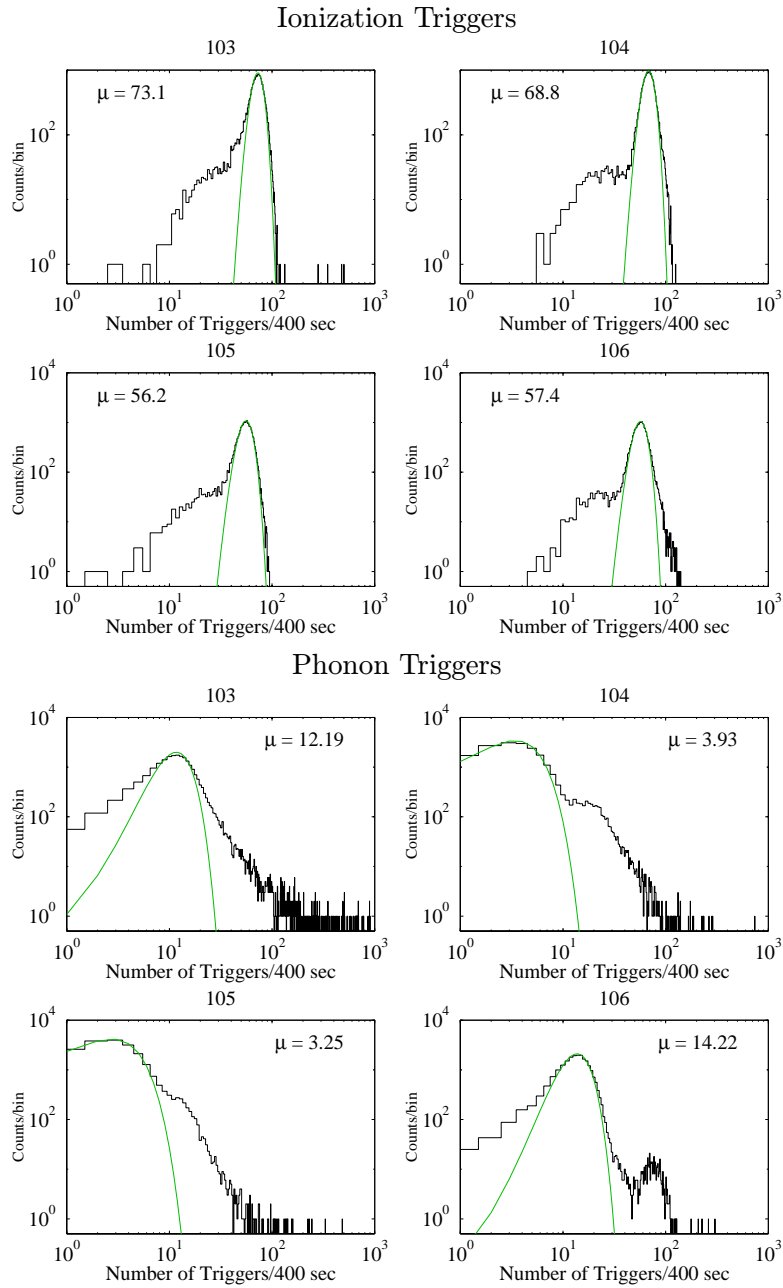 Ionization Triggers
103
104
μ = 73.1
μ = 68.8
Counts/bin
Counts/bin
10^2
10^0
10^2
10^0
10^0 10^1 10^2 10^3
10^0 10^1 10^2 10^3
Number of Triggers/400 sec
Number of Triggers/400 sec
105
106
μ = 56.2
μ = 57.4
Counts/bin
Counts/bin
10^4
10^2
10^0
10^4
10^2
10^0
10^0 10^1 10^2 10^3
10^0 10^1 10^2 10^3
Number of Triggers/400 sec
Number of Triggers/400 sec
Phonon Triggers
103
104
μ = 12.19
μ = 3.93
Counts/bin
Counts/bin
10^4
10^2
10^0
10^4
10^2
10^0
10^0 10^1 10^2 10^3
10^0 10^1 10^2 10^3
Number of Triggers/400 sec
Number of Triggers/400 sec
105
106
μ = 3.25
μ = 14.22
Counts/bin
Counts/bin
10^4
10^2
10^0
10^4
10^2
10^0
10^0 10^1 10^2 10^3
10^0 10^1 10^2 10^3
Number of Triggers/400 sec
Number of Triggers/400 sec